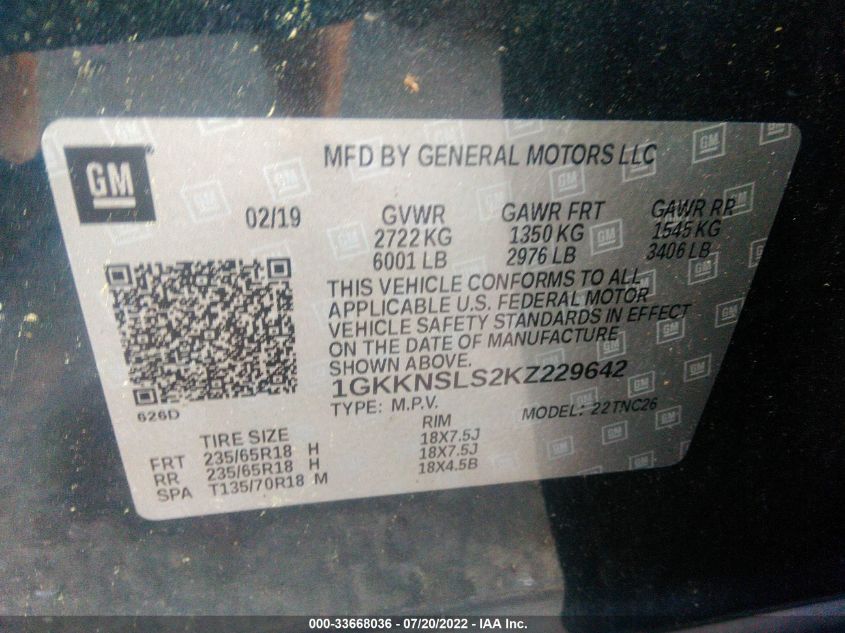 GM
MFD BY GENERAL MOTORS LLC
02/19 GVWR GAWR FRT GAWR RR
2722 KG 1350 KG 1545 KG
6001 LB 2976 LB 3406 LB
THIS VEHICLE CONFORMS TO ALL
APPLICABLE U.S. FEDERAL MOTOR
VEHICLE SAFETY STANDARDS IN EFFECT
ON THE DATE OF MANUFACTURE
SHOWN ABOVE.
1GKKNSLS2KZ229642
626D TYPE: M.P.V. MODEL: 22TNC26
TIRE SIZE RIM
FRT 235/65R18 H 18X7.5J
RR 235/65R18 H 18X7.5J
SPA T135/70R18 M 18X4.5B
000-33668036 - 07/20/2022 - IAA Inc.